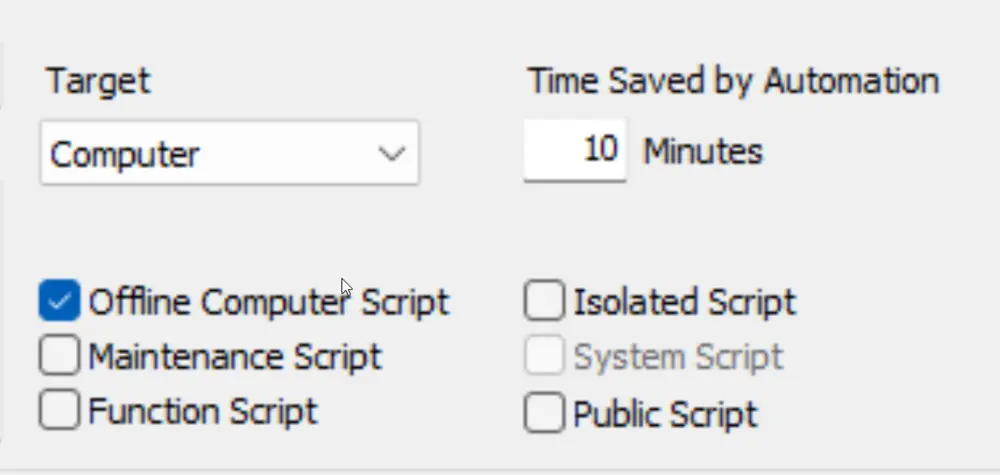 Target
Time Saved by Automation
Computer
10 Minutes
Offline Computer Script
Isolated Script
Maintenance Script
System Script
Function Script
Public Script